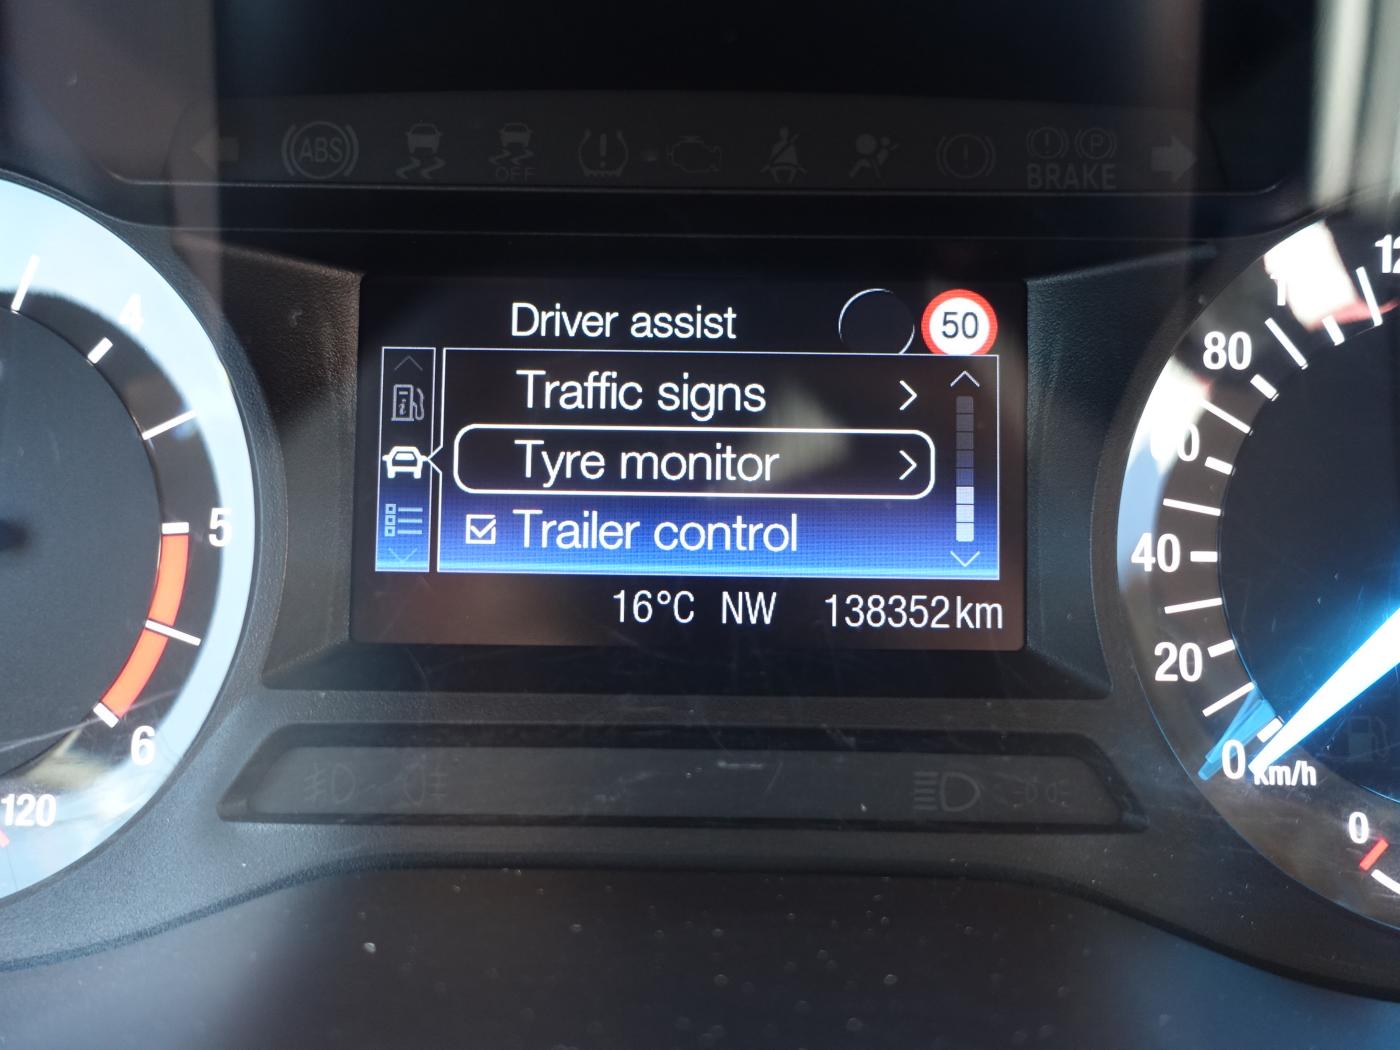 ABS
OFF
BRAKE
P
Driver assist
50
Traffic signs
Tyre monitor
Trailer control
16°C NW 138352km
4
5
6
120
80
40
20
0
km/h
0